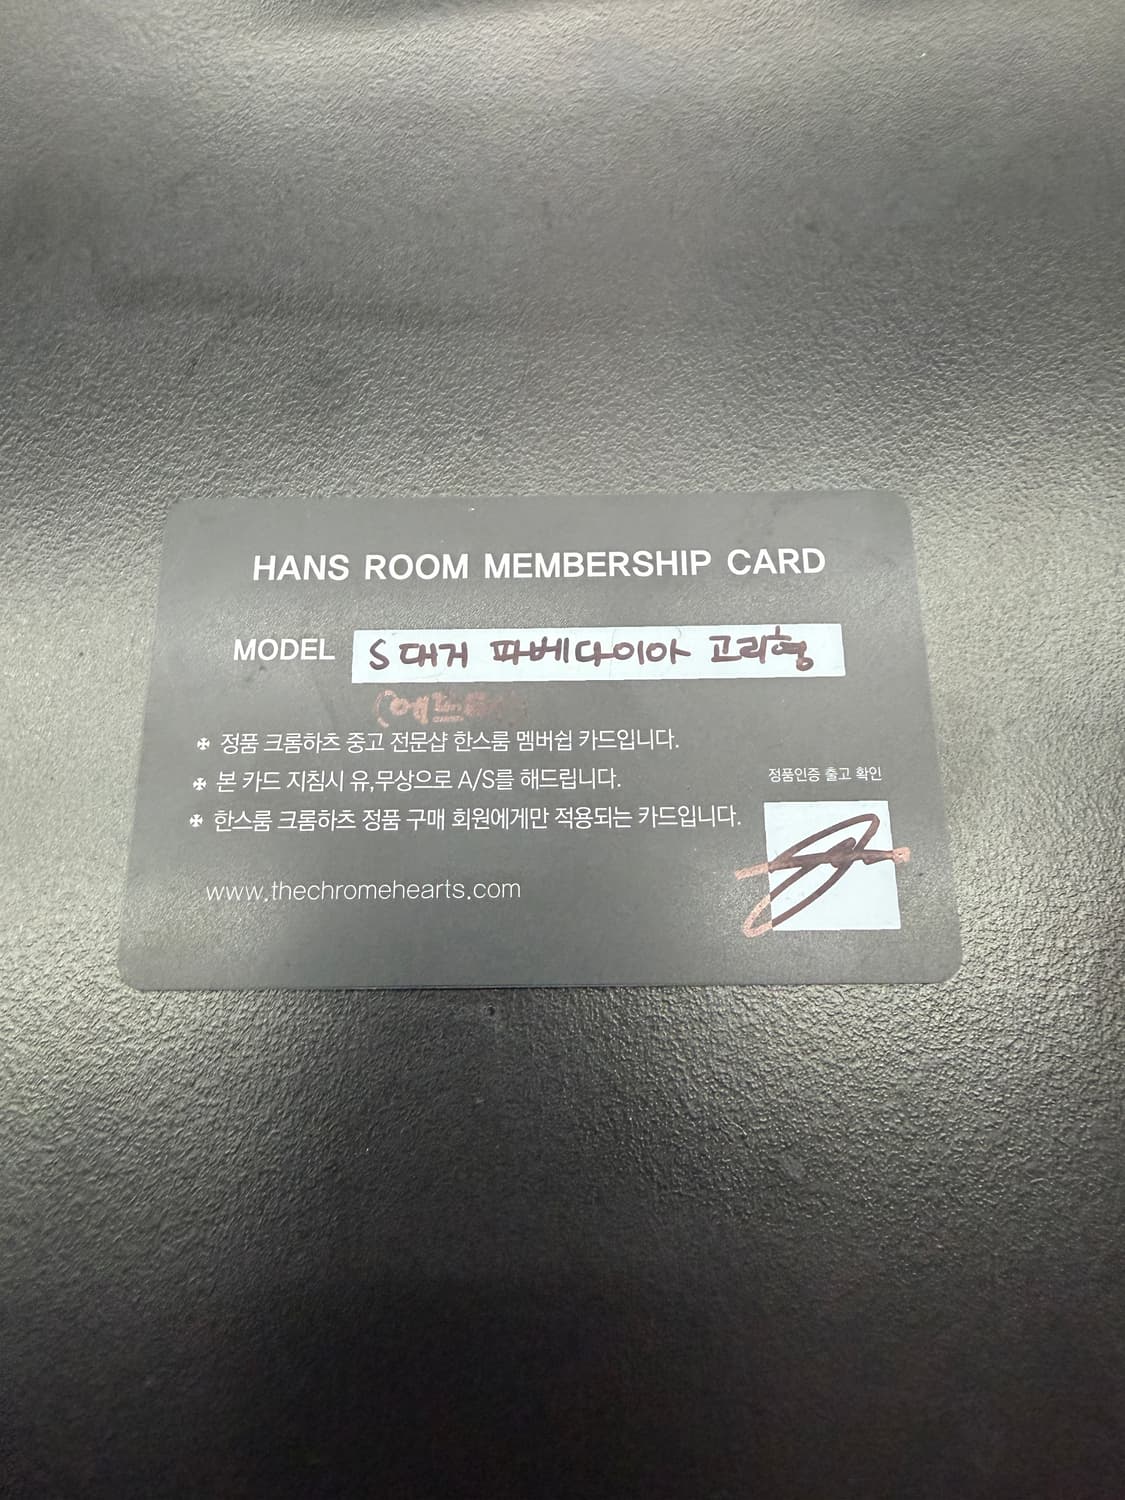 HANS ROOM MEMBERSHIP CARD
MODEL S 대거 파베다이아 고리형
✠ 정품 크롬하츠 중고 전문샵 한스룸 멤버쉽 카드입니다.
✠ 본 카드 지침시 유,무상으로 A/S를 해드립니다.
정품인증 출고 확인
✠ 한스룸 크롬하츠 정품 구매 회원에게만 적용되는 카드입니다.
www.thechromehearts.com